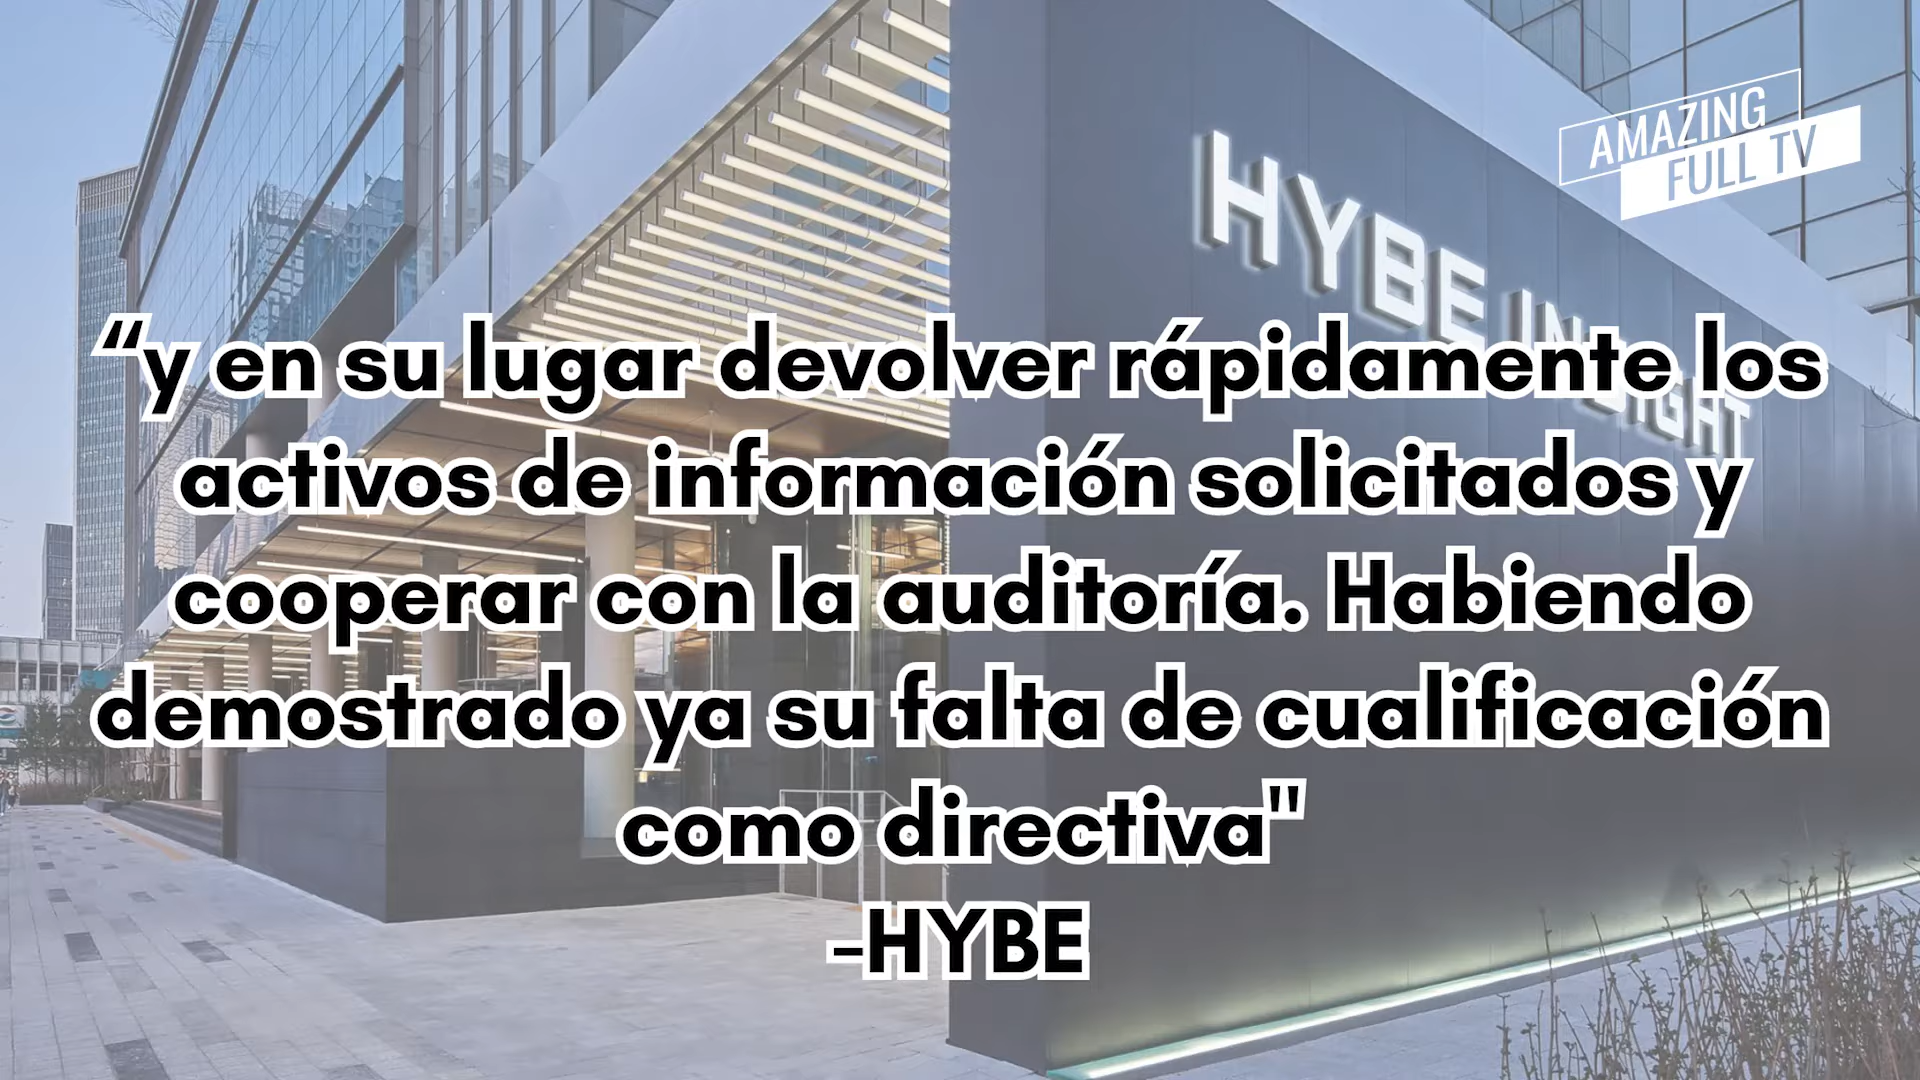 AMAZING
FULL TV
HYBE INSIGHT
“y en su lugar devolver rápidamente los
activos de información solicitados y
cooperar con la auditoría. Habiendo
demostrado ya su falta de cualificación
como directiva"
-HYBE